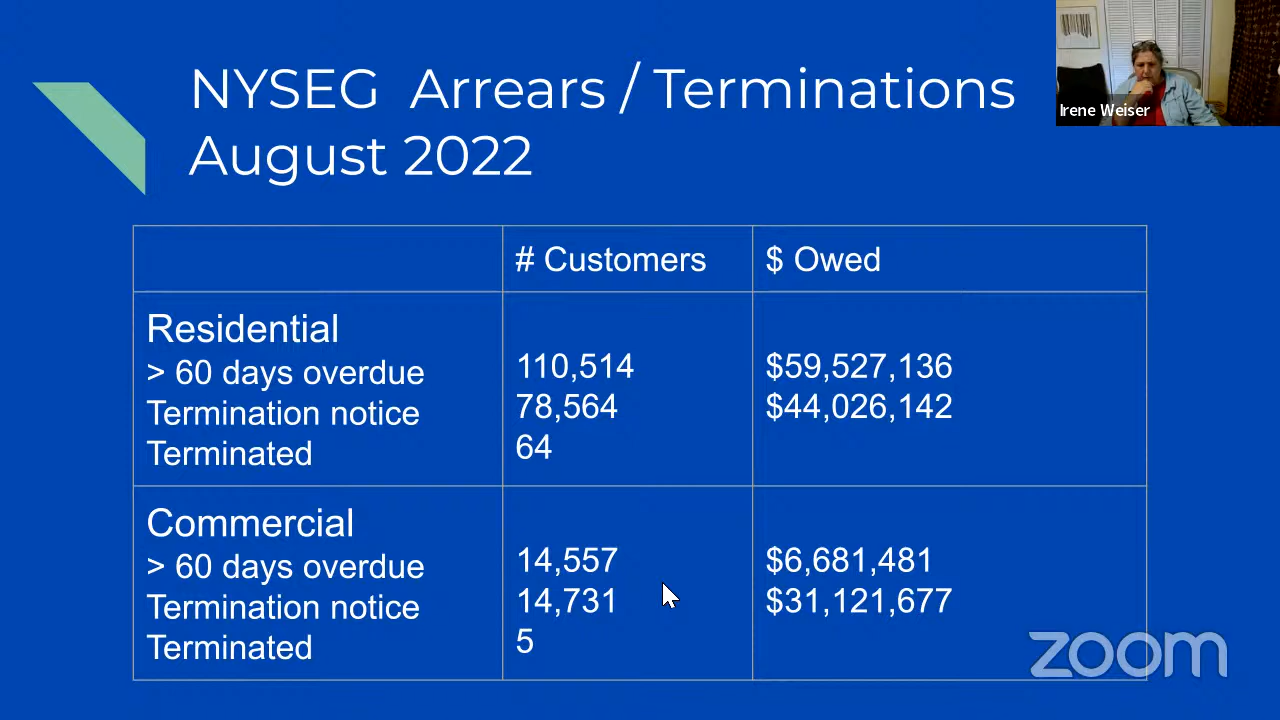 NYSEG Arrears / Terminations
August 2022
Irene Weiser
# Customers
$ Owed
Residential
> 60 days overdue
110,514
$59,527,136
Termination notice
78,564
$44,026,142
Terminated
64
Commercial
> 60 days overdue
14,557
$6,681,481
Termination notice
14,731
$31,121,677
Terminated
5
zoom